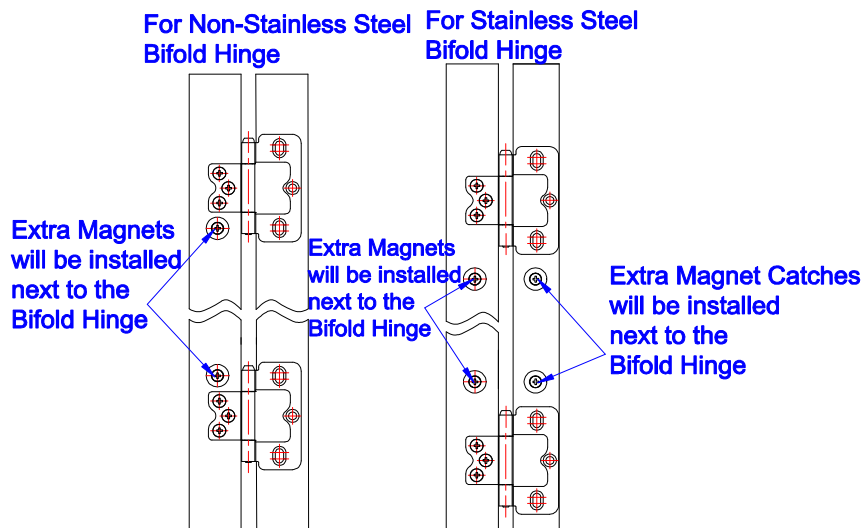 For Non-Stainless Steel
Bifold Hinge
For Stainless Steel
Bifold Hinge
Extra Magnets
will be installed
next to the
Bifold Hinge
Extra Magnets
will be installed
next to the
Bifold Hinge
Extra Magnet Catches
will be installed
next to the
Bifold Hinge